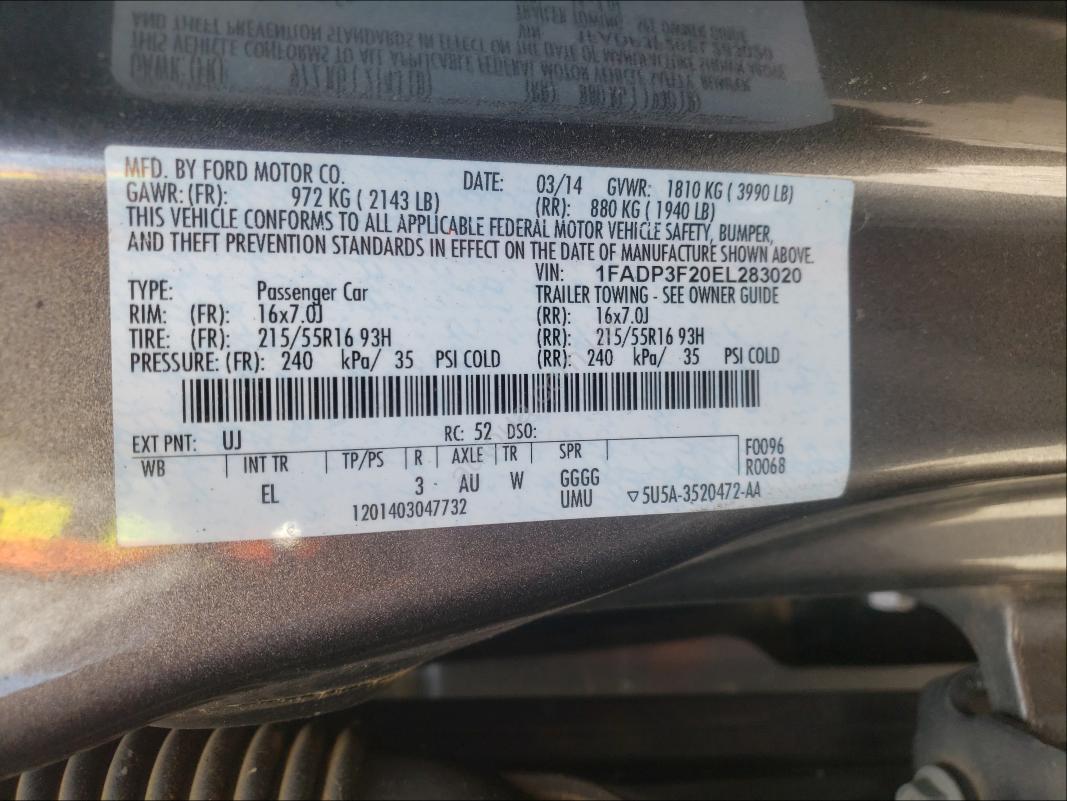 MFD. BY FORD MOTOR CO. DATE: 03/14 GVWR: 1810 KG ( 3990 LB)
GAWR: (FR): 972 KG ( 2143 LB) (RR): 880 KG ( 1940 LB)
THIS VEHICLE CONFORMS TO ALL APPLICABLE FEDERAL MOTOR VEHICLE SAFETY, BUMPER,
AND THEFT PREVENTION STANDARDS IN EFFECT ON THE DATE OF MANUFACTURE SHOWN ABOVE.
VIN: 1FADP3F20EL283020
TYPE: Passenger Car TRAILER TOWING - SEE OWNER GUIDE
RIM: (FR): 16x7.0J (RR): 16x7.0J
TIRE: (FR): 215/55R16 93H (RR): 215/55R16 93H
PRESSURE: (FR): 240 kPa/ 35 PSI COLD (RR): 240 kPa/ 35 PSI COLD
EXT PNT: UJ RC: 52 DSO:
WB INT TR TP/PS R AXLE TR SPR F0096
R0068
EL 3 AU W GGGG
UMU ▽5U5A-3520472-AA
1201403047732